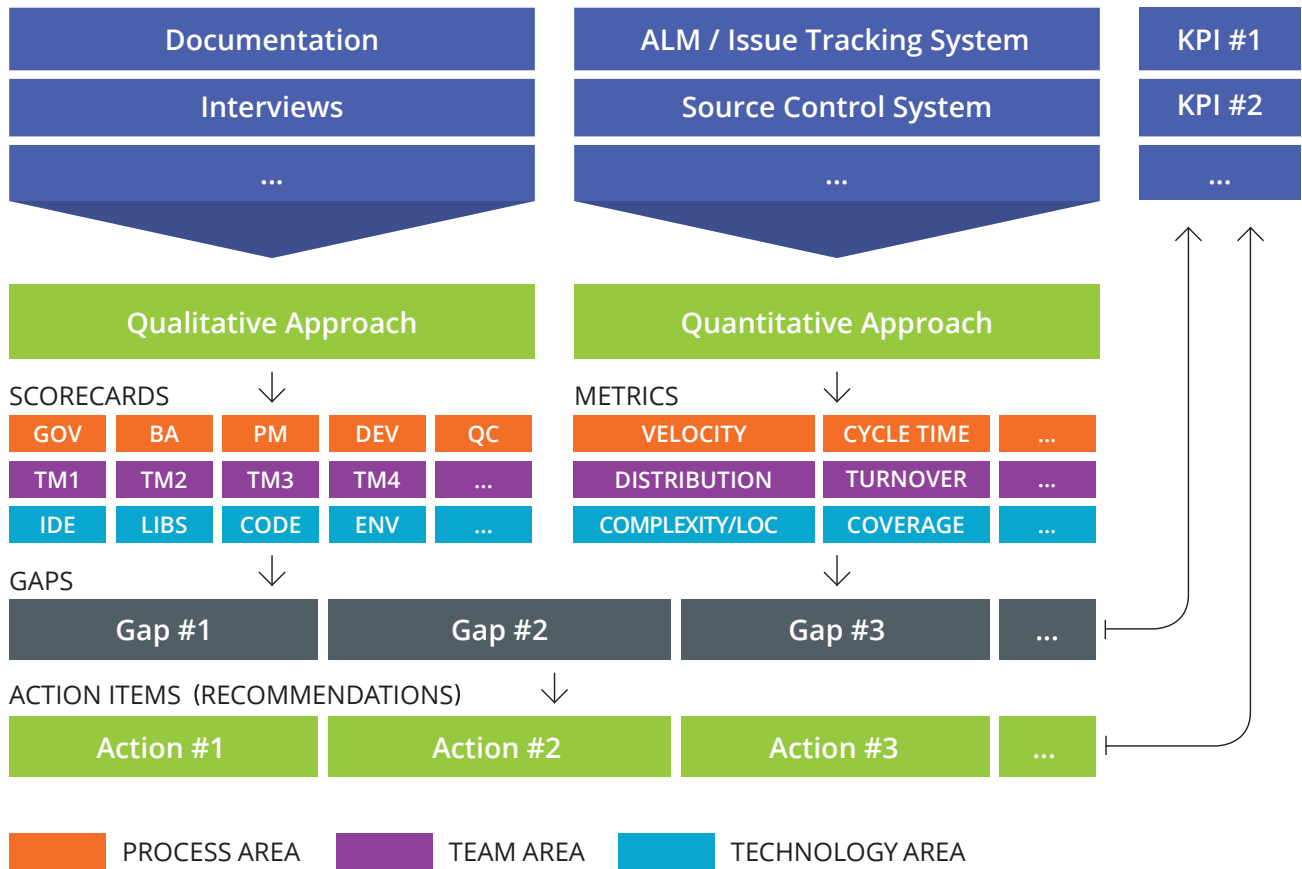 Documentation
ALM / Issue Tracking System
KPI #1
Interviews
Source Control System
KPI #2
...
...
...
Qualitative Approach
Quantitative Approach
SCORECARDS
METRICS
GOV BA PM DEV QC
VELOCITY CYCLE TIME ...
TM1 TM2 TM3 TM4 ...
DISTRIBUTION TURNOVER ...
IDE LIBS CODE ENV ...
COMPLEXITY/LOC COVERAGE ...
GAPS
Gap #1 Gap #2 Gap #3 ...
ACTION ITEMS (RECOMMENDATIONS)
Action #1 Action #2 Action #3 ...
PROCESS AREA TEAM AREA TECHNOLOGY AREA